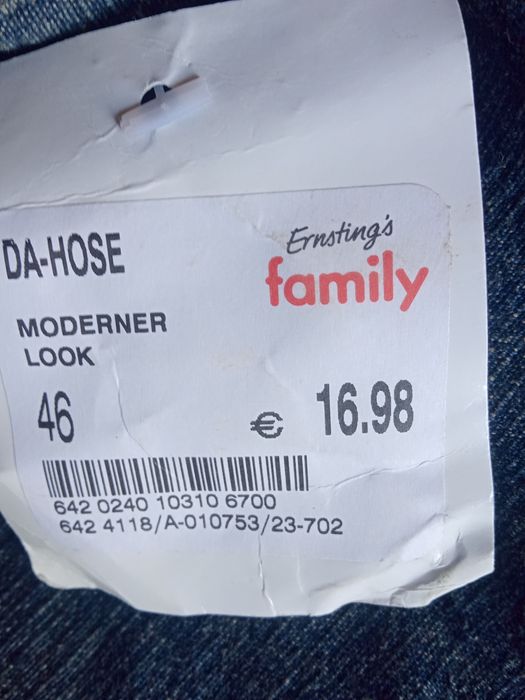 DA-HOSE
Ernsting's
family
MODERNER
LOOK
46
€ 16.98
642 0240 10310 6700
642 4118/A-010753/23-702